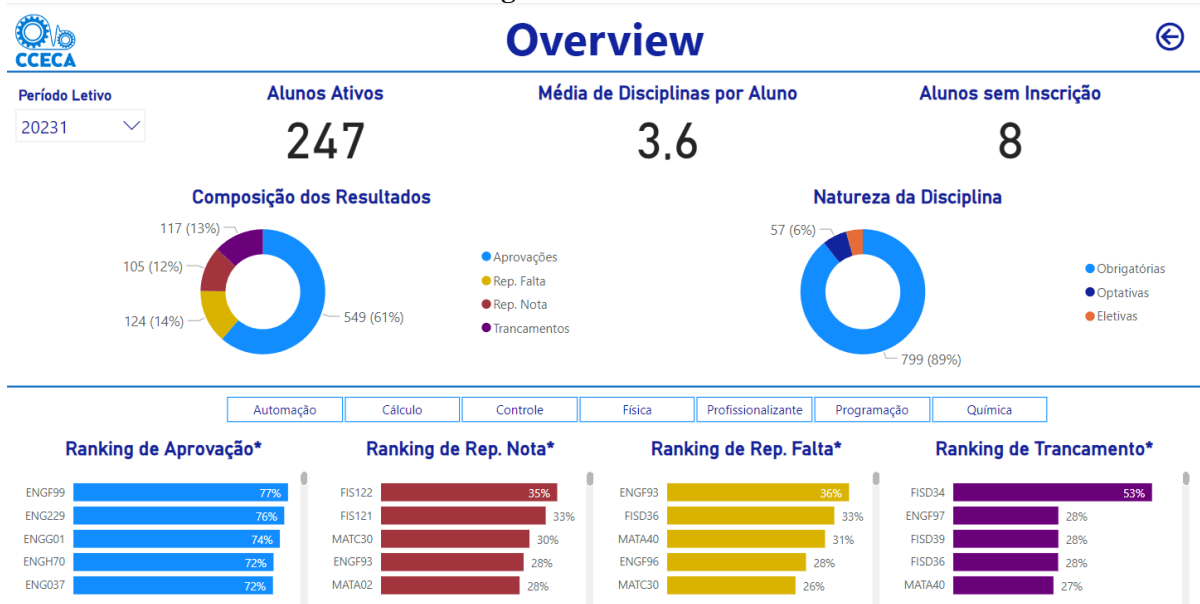 CCECA
Overview
Período Letivo
20231
Alunos Ativos
247
Média de Disciplinas por Aluno
3,6
Alunos sem Inscrição
8
Composição dos Resultados
117 (13%)
105 (12%)
124 (14%)
549 (61%)
Aprovações
Rep. Falta
Rep. Nota
Trancamentos
Natureza da Disciplina
57 (6%)
799 (89%)
Obrigatórias
Optativas
Eletivas
Automação
Cálculo
Controle
Física
Profissionalizante
Programação
Química
Ranking de Aprovação*
ENGF99 77%
ENG229 76%
ENGG01 74%
ENGH70 72%
ENG037 72%
Ranking de Rep. Nota*
FIS122 35%
FIS121 33%
MATC30 30%
ENGF93 28%
MATA02 28%
Ranking de Rep. Falta*
ENGF93 36%
FISD36 33%
MATA40 31%
ENGF96 28%
MATC30 26%
Ranking de Trancamento*
FISD34 53%
ENGF97 28%
FISD39 28%
FISD36 28%
MATA40 27%